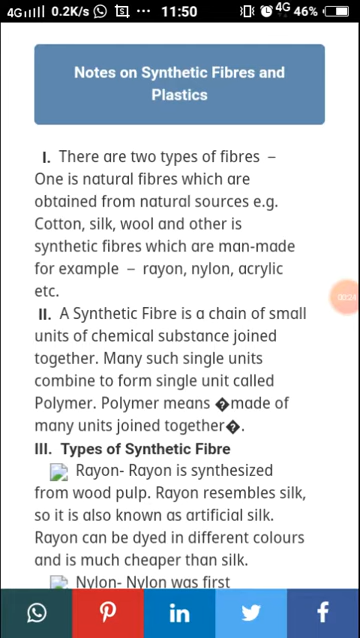 4G 0.2K/s S ... 11:50 4G 46%
Notes on Synthetic Fibres and
Plastics
I. There are two types of fibres –
One is natural fibres which are
obtained from natural sources e.g.
Cotton, silk, wool and other is
synthetic fibres which are man-made
for example – rayon, nylon, acrylic
etc.
00:24
II. A Synthetic Fibre is a chain of small
units of chemical substance joined
together. Many such single units
combine to form single unit called
Polymer. Polymer means �made of
many units joined together�.
III. Types of Synthetic Fibre
Rayon- Rayon is synthesized
from wood pulp. Rayon resembles silk,
so it is also known as artificial silk.
Rayon can be dyed in different colours
and is much cheaper than silk.
Nylon- Nylon was first